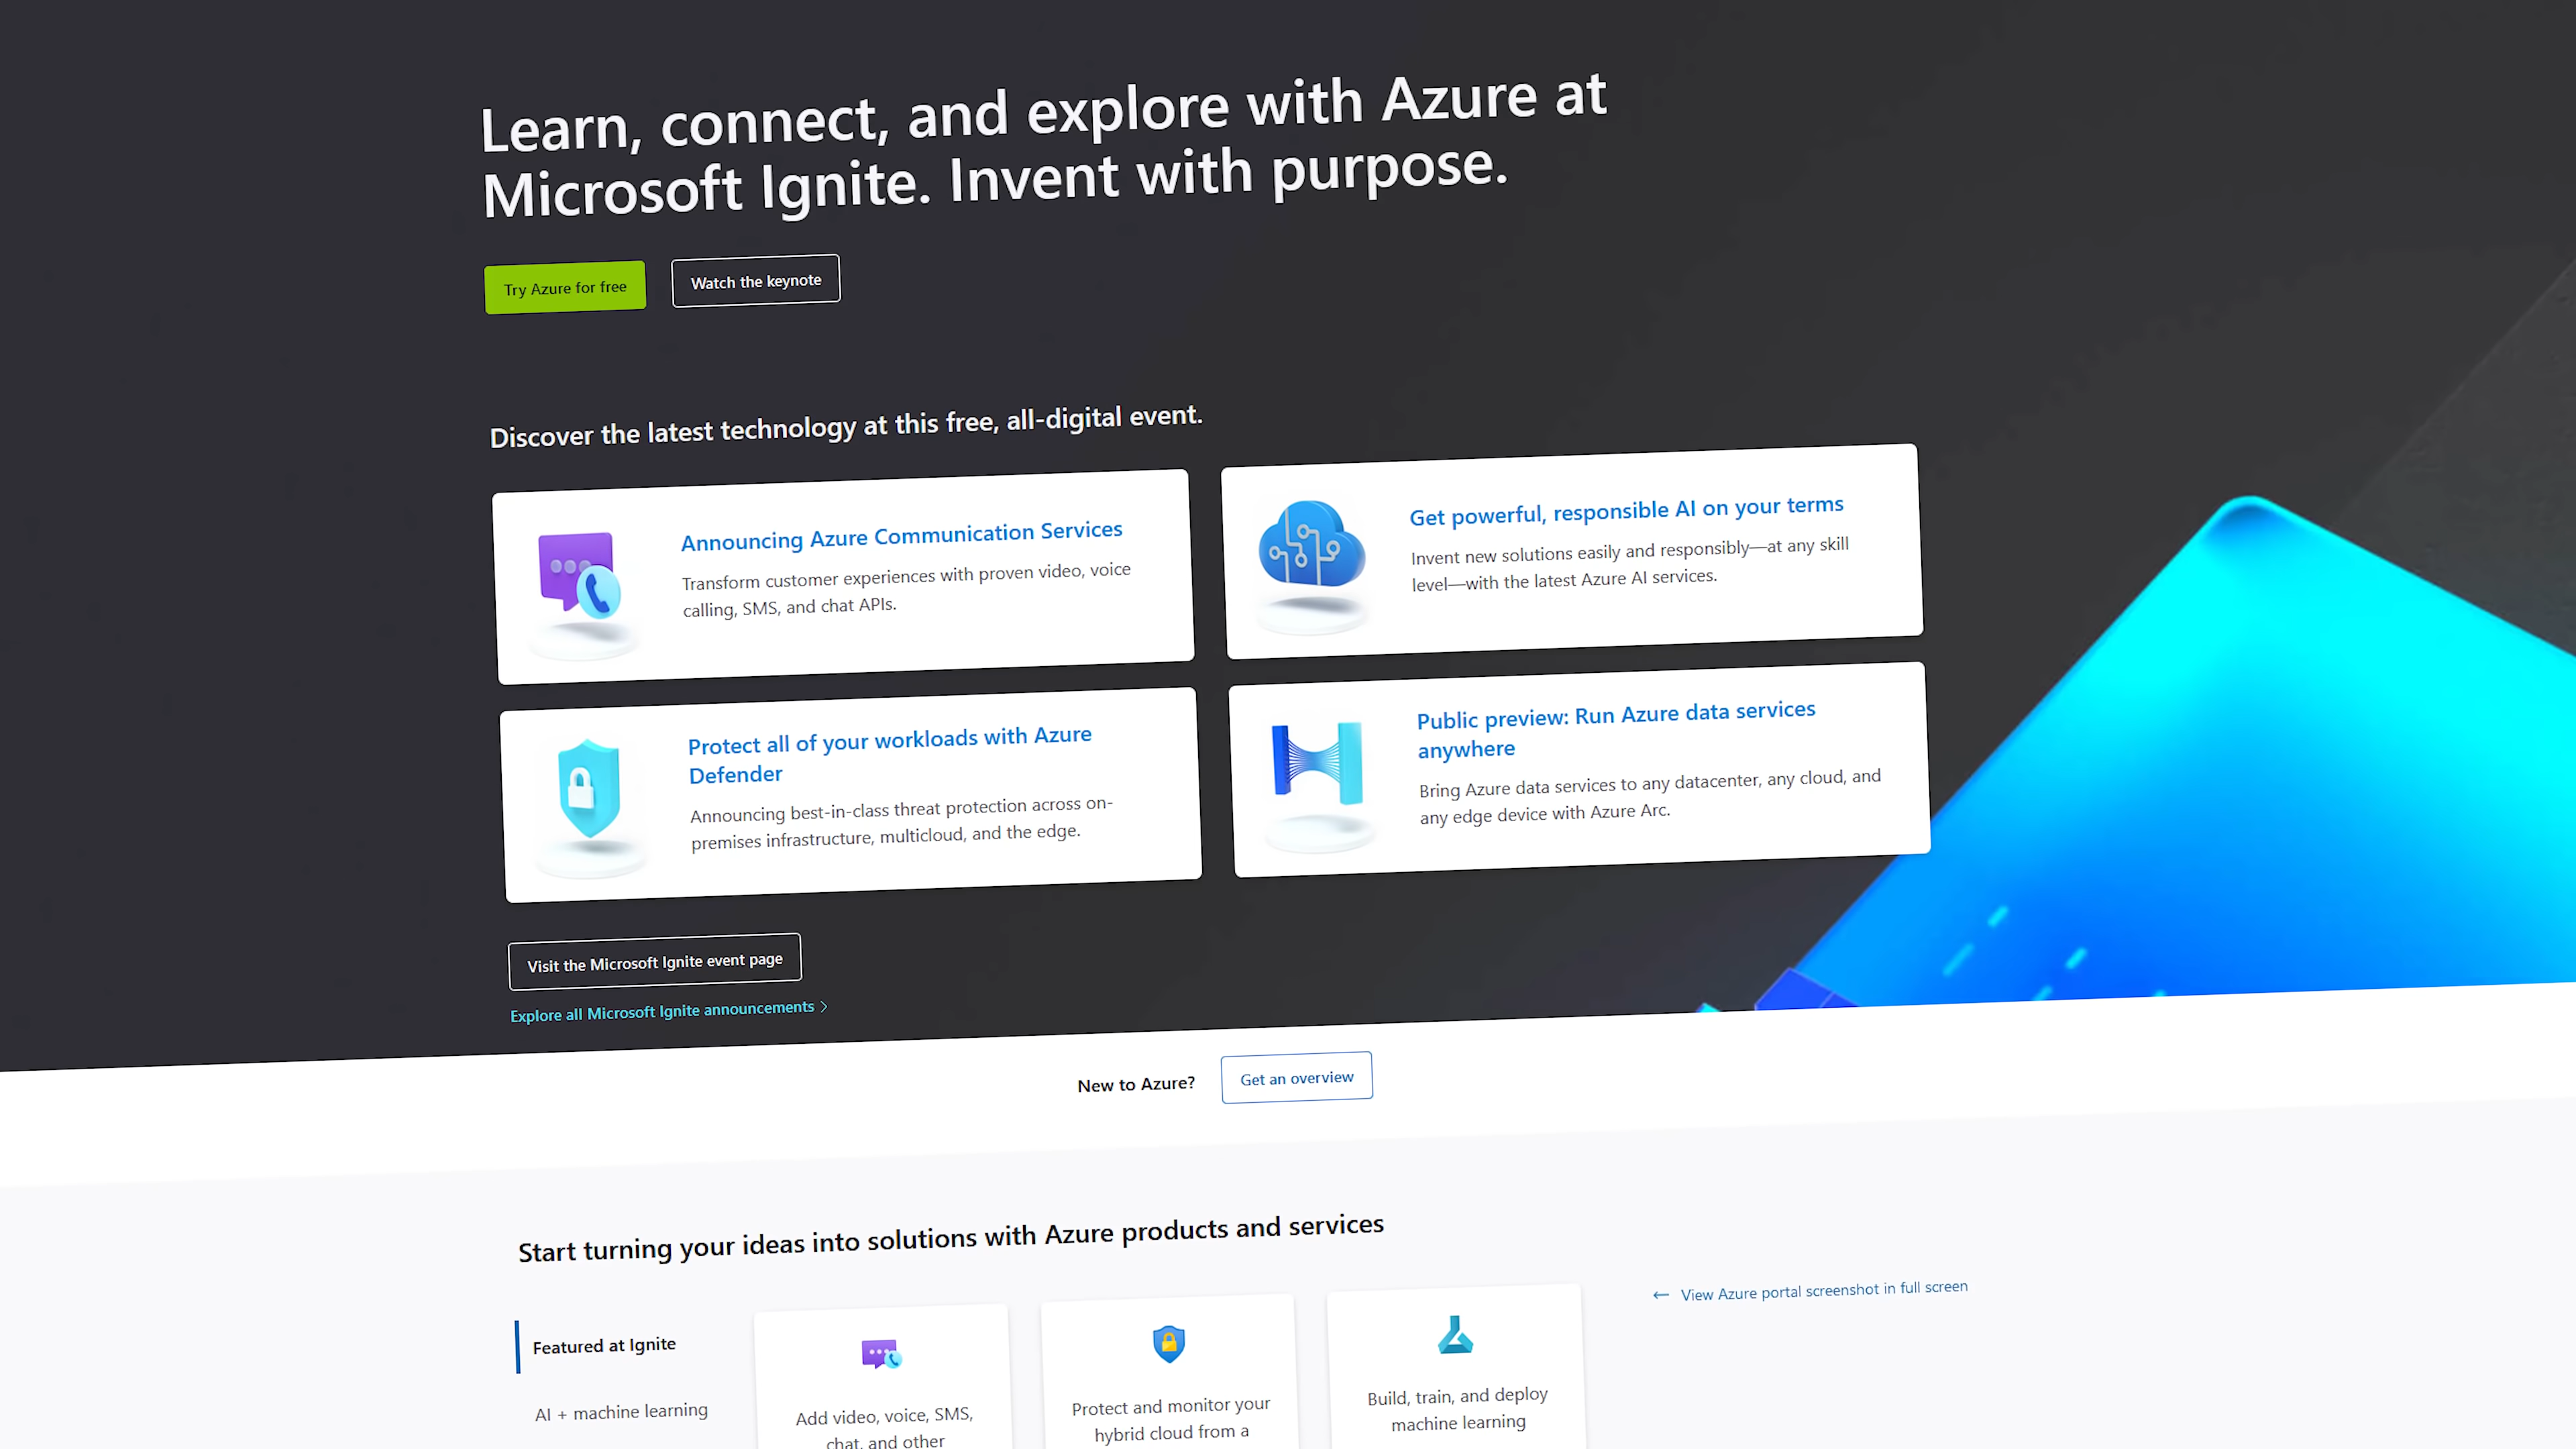 Learn, connect, and explore with Azure at
Microsoft Ignite. Invent with purpose.
Try Azure for free
Watch the keynote
Discover the latest technology at this free, all-digital event.
Announcing Azure Communication Services
Transform customer experiences with proven video, voice
calling, SMS, and chat APIs.
Get powerful, responsible AI on your terms
Invent new solutions easily and responsibly—at any skill
level—with the latest Azure AI services.
Protect all of your workloads with Azure
Defender
Announcing best-in-class threat protection across on-
premises infrastructure, multicloud, and the edge.
Public preview: Run Azure data services
anywhere
Bring Azure data services to any datacenter, any cloud, and
any edge device with Azure Arc.
Visit the Microsoft Ignite event page
Explore all Microsoft Ignite announcements
New to Azure?
Get an overview
Start turning your ideas into solutions with Azure products and services
Featured at Ignite
AI + machine learning
Add video, voice, SMS,
chat, and other
Protect and monitor your
hybrid cloud from a
Build, train, and deploy
machine learning
← View Azure portal screenshot in full screen